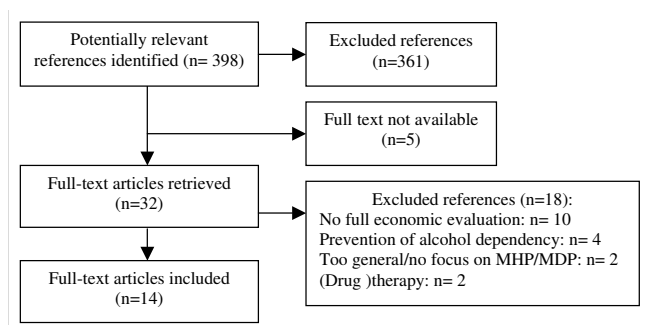 Potentially relevant
references identified (n= 398)
Excluded references
(n=361)
Full text not available
(n=5)
Full-text articles retrieved
(n=32)
Excluded references (n=18):
No full economic evaluation: n= 10
Prevention of alcohol dependency: n= 4
Too general/no focus on MHP/MDP: n= 2
(Drug )therapy: n= 2
Full-text articles included
(n=14)